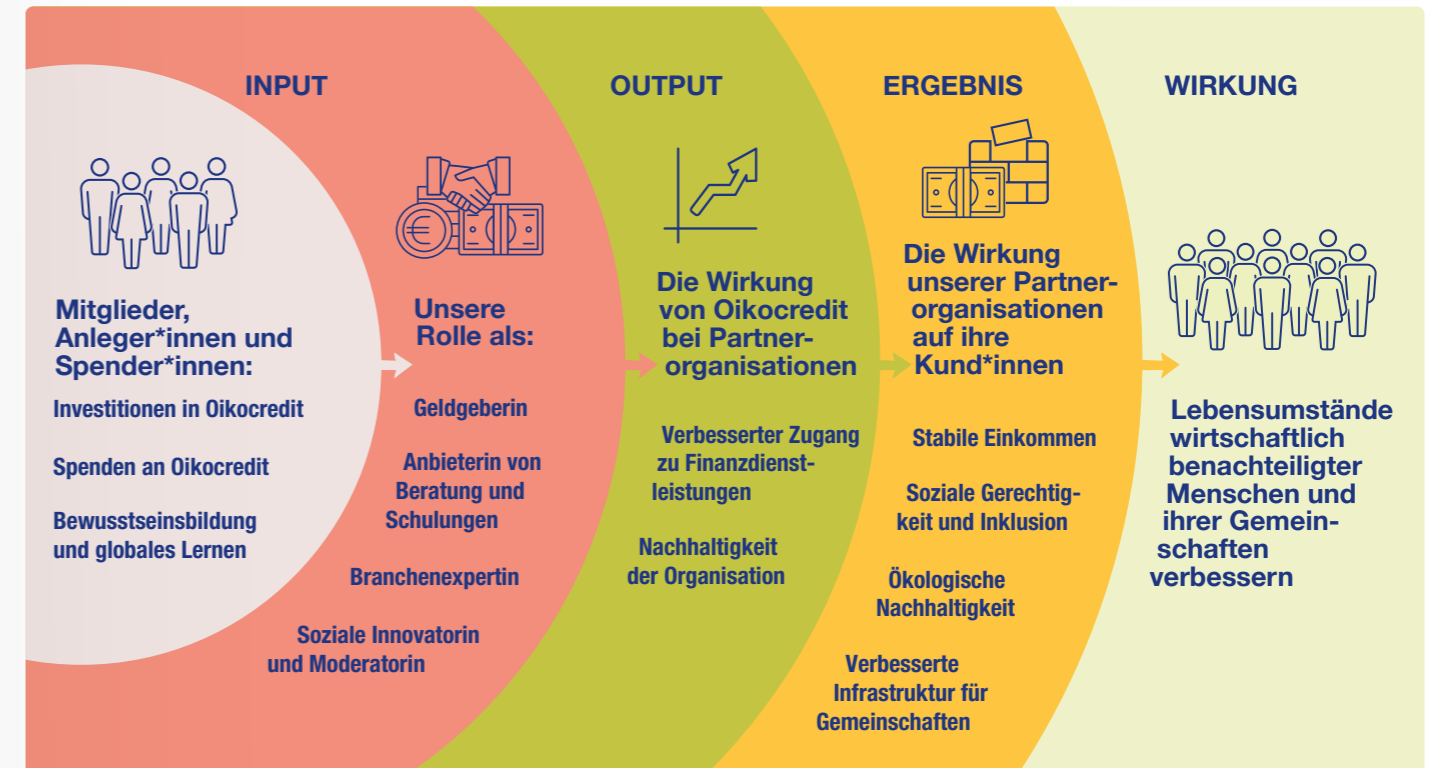 INPUT
OUTPUT
ERGEBNIS
WIRKUNG
Mitglieder,
Anleger*innen und
Spender*innen:
Investitionen in Oikocredit
Spenden an Oikocredit
Bewusstseinsbildung
und globales Lernen
Unsere
Rolle als:
Geldgeberin
Anbieterin von
Beratung und
Schulungen
Branchenexpertin
Soziale Innovatorin
und Moderatorin
Die Wirkung
von Oikocredit
bei Partner-
organisationen
Verbesserter Zugang
zu Finanzdienst-
leistungen
Nachhaltigkeit
der Organisation
Die Wirkung
unserer Partner-
organisationen
auf ihre
Kund*innen
Stabile Einkommen
Soziale Gerechtig-
keit und Inklusion
Ökologische
Nachhaltigkeit
Verbesserte
Infrastruktur für
Gemeinschaften
Lebensumstände
wirtschaftlich
benachteiligter
Menschen und
ihrer Gemein-
schaften
verbessern